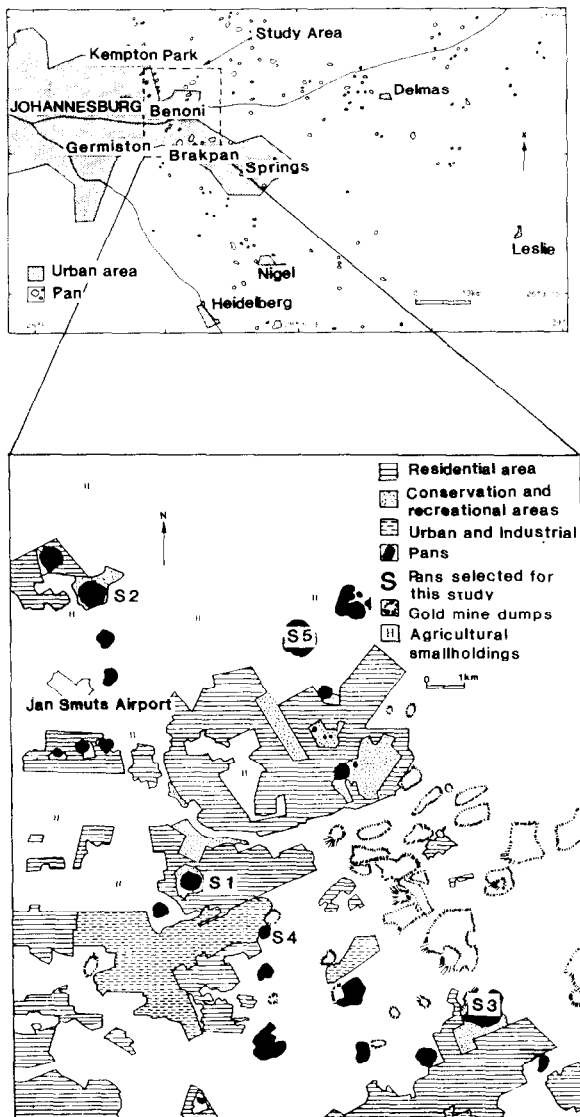 Study Area
Kempton Park
Delmas
JOHANNESBURG
Benoni
Germiston
Brakpan
Springs
Leslie
Urban area
Nigel
Pan
Heidelberg
Residential area
Conservation and
recreational areas
Urban and Industrial
Pans
S Pans selected for
this study
Gold mine dumps
H Agricultural
smallholdings
N
S2
S5
1km
Jan Smuts Airport
S1
S4
S3